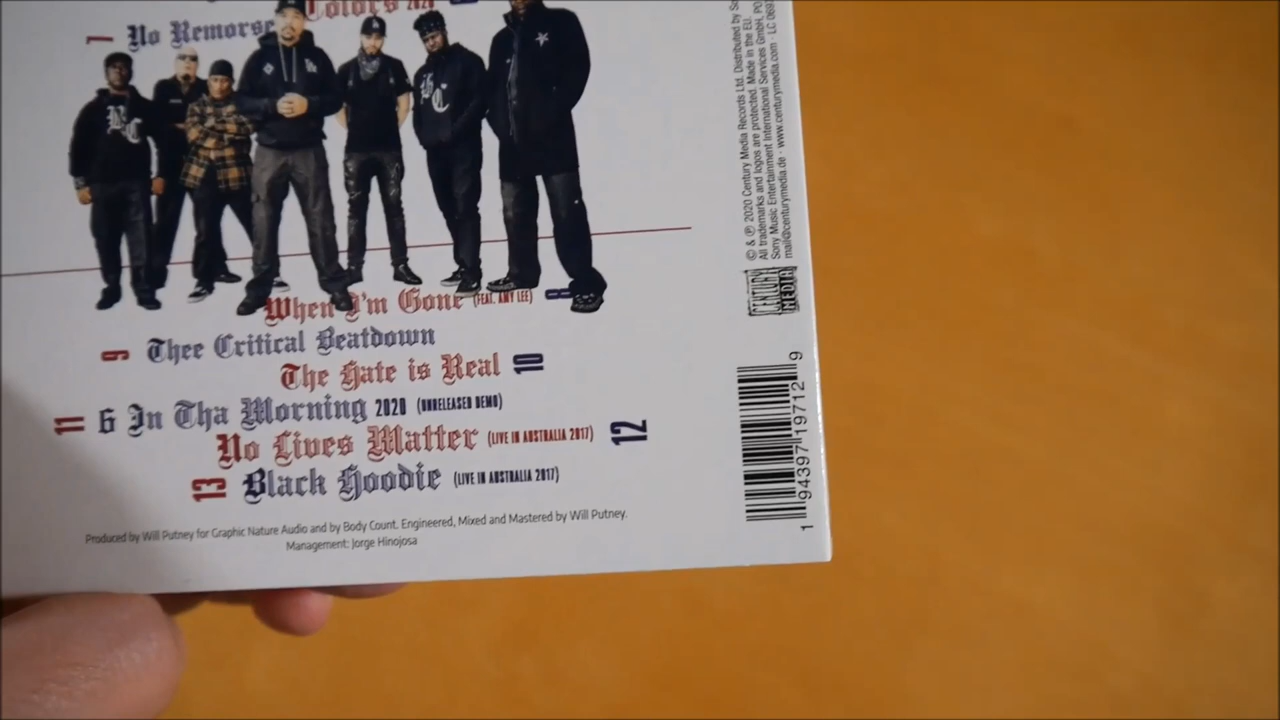 Colors 2020
7 No Remorse
When I'm Gone (FEAT. AMY LEE) 8
9 Thee Critical Beatdown
The Hate is Real 10
11 6 In Tha Morning 2020 (UNRELEASED DEMO)
No Lives Matter (LIVE IN AUSTRALIA 2017) 12
13 Black Hoodie (LIVE IN AUSTRALIA 2017)
Produced by Will Putney for Graphic Nature Audio and by Body Count. Engineered, Mixed and Mastered by Will Putney.
Management: Jorge Hinojosa
© & ℗ 2020 Century Media Records Ltd. Distributed by
All trademarks and logos are protected. Made in the EU.
Sony Music Entertainment International Services GmbH,
mail@centurymedia.de · www.centurymedia.com · LC
CENTURY
MEDIA
1 94397 19712 9
BC
LA
BC